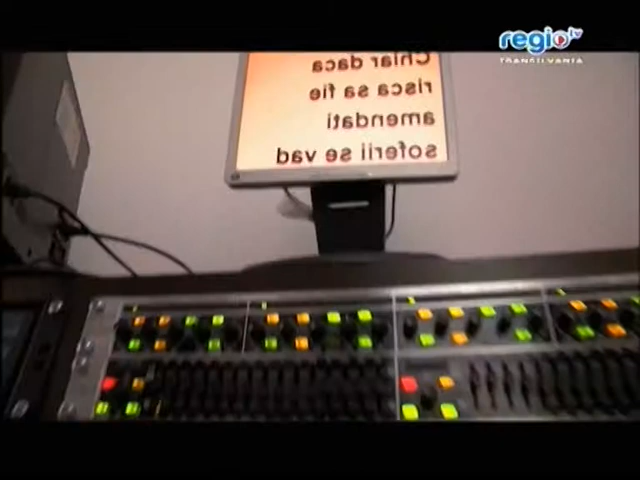 regio tv
TRANSILVANIA
Chiar daca
risca sa fie
amendati
soferii se vad